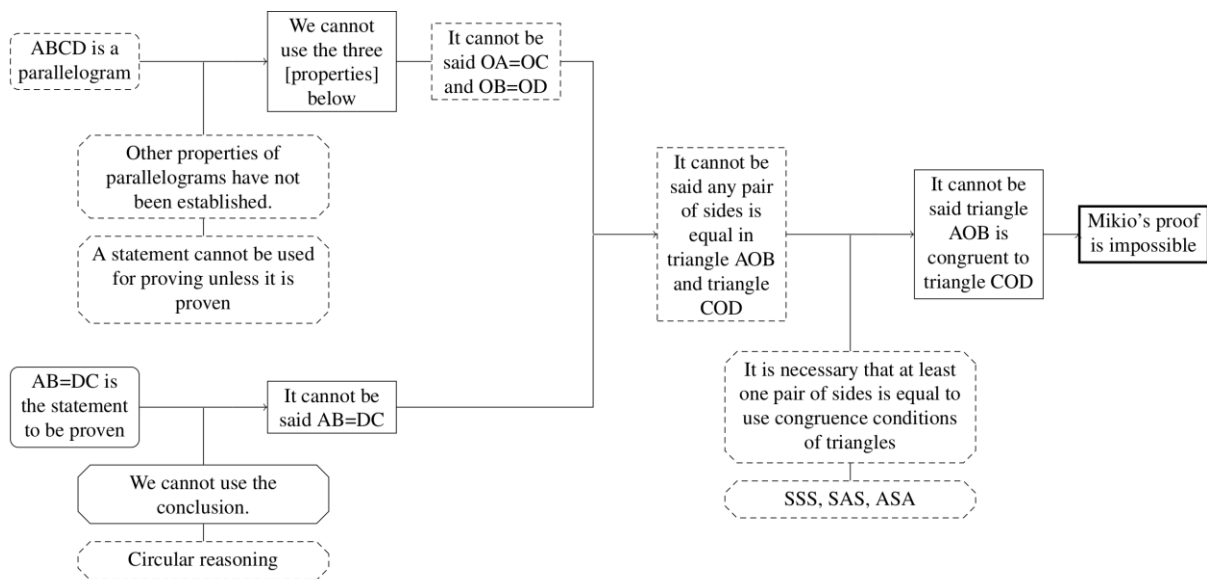 ABCD is a
parallelogram
We cannot
use the three
[properties]
below
It cannot be
said OA=OC
and OB=OD
Other properties of
parallelograms have not
been established.
A statement cannot be used
for proving unless it is
proven
AB=DC is
the statement
to be proven
It cannot be
said AB=DC
We cannot use the
conclusion.
Circular reasoning
It cannot be
said any pair
of sides is
equal in
triangle AOB
and triangle
COD
It cannot be
said triangle
AOB is
congruent to
triangle COD
Mikio's proof
is impossible
It is necessary that at least
one pair of sides is equal to
use congruence conditions
of triangles
SSS, SAS, ASA